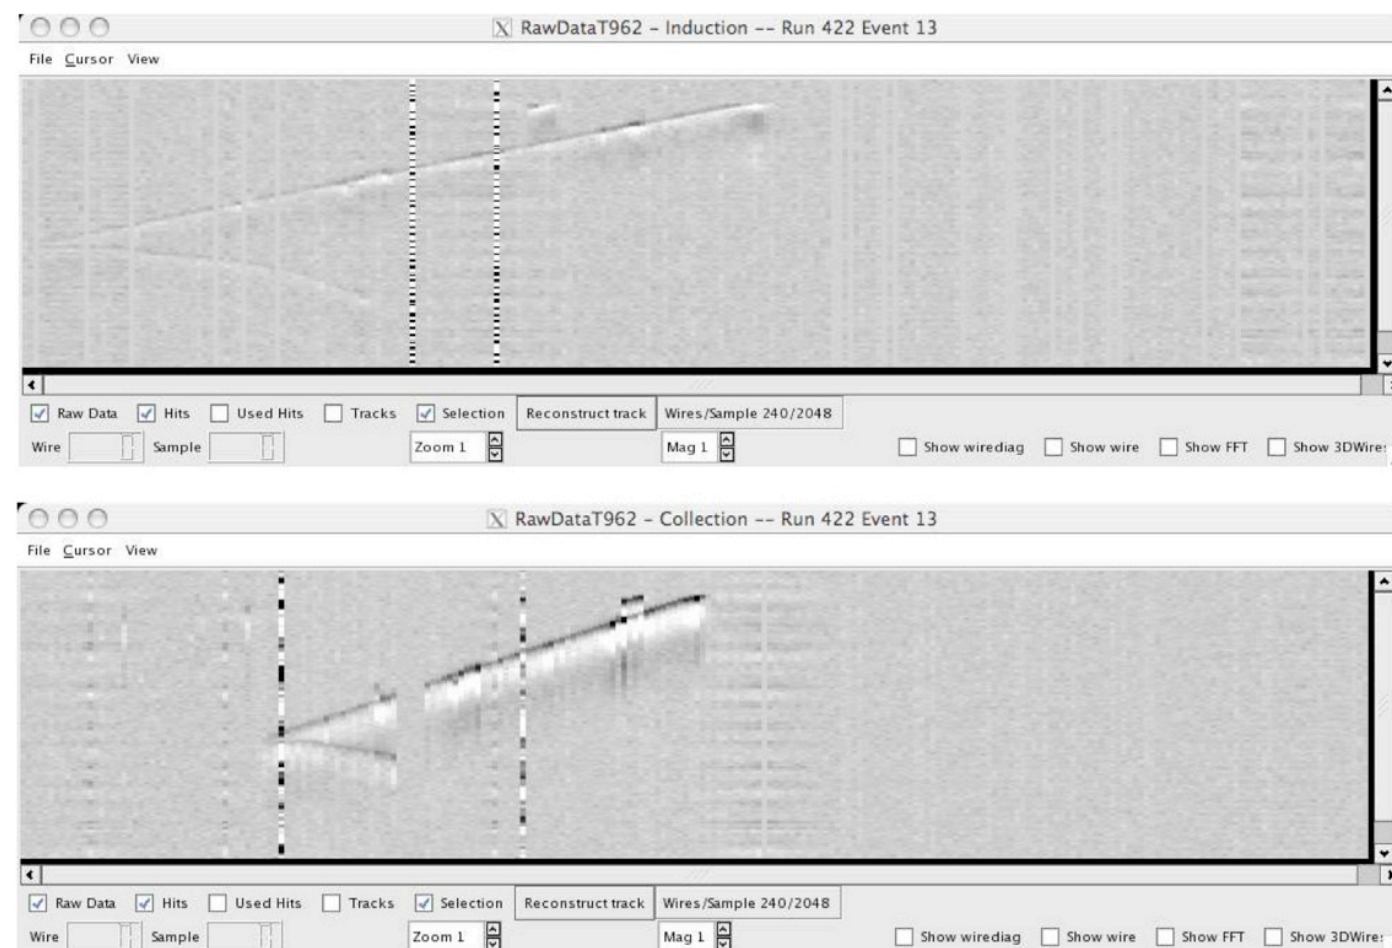 RawDataT962 – Induction –– Run 422 Event 13
File Cursor View
Raw Data Hits Used Hits Tracks Selection Reconstruct track Wires/Sample 240/2048
Wire Sample Zoom 1 Mag 1 Show wirediag Show wire Show FFT Show 3DWire
RawDataT962 – Collection –– Run 422 Event 13
File Cursor View
Raw Data Hits Used Hits Tracks Selection Reconstruct track Wires/Sample 240/2048
Wire Sample Zoom 1 Mag 1 Show wirediag Show wire Show FFT Show 3DWire